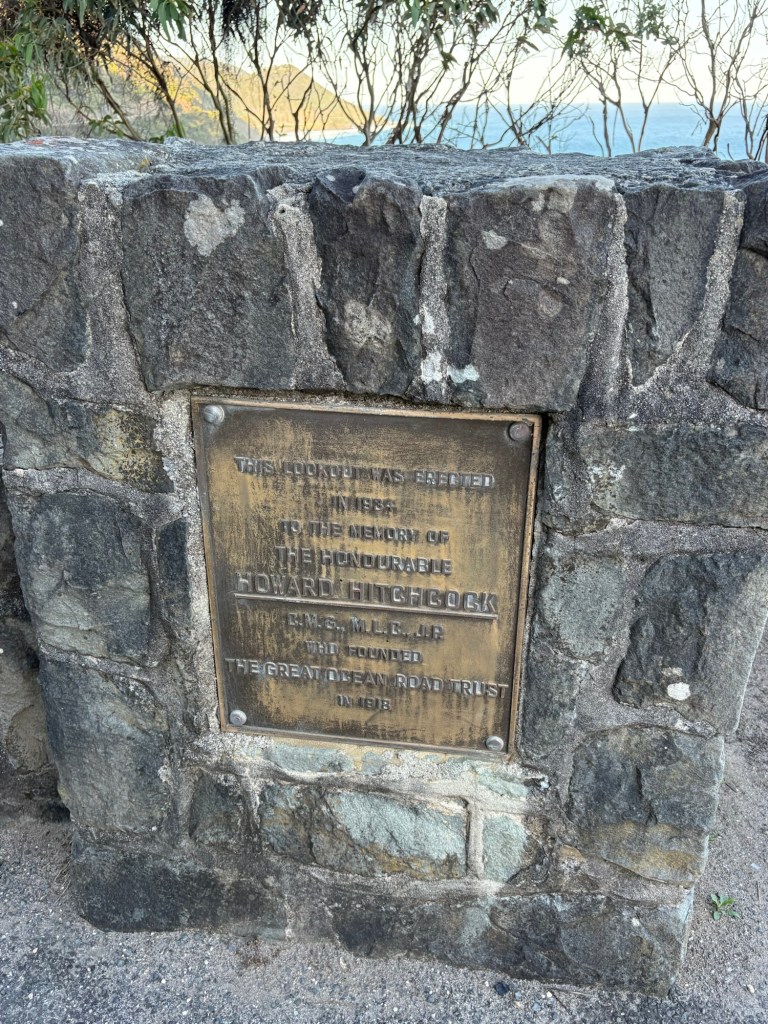 THIS LOOKOUT WAS ERECTED
IN 1934
TO THE MEMORY OF
THE HONOURABLE
HOWARD HITCHCOCK
C.M.G., M.L.C., J.P.
WHO FOUNDED
THE GREAT OCEAN ROAD TRUST
IN 1918